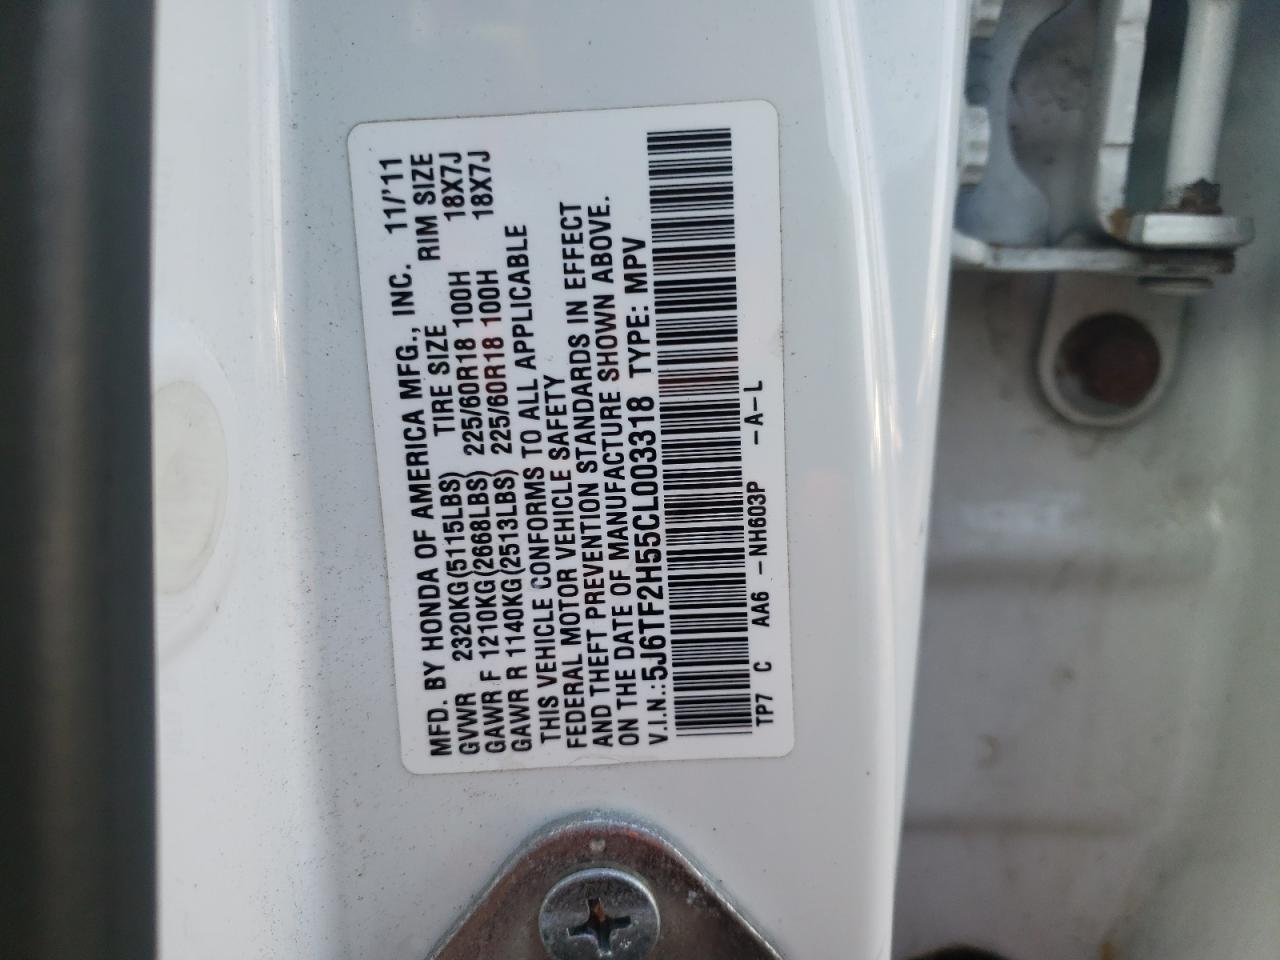 MFD. BY HONDA OF AMERICA MFG., INC. 11/'11
GVWR 2320KG(5115LBS) TIRE SIZE RIM SIZE
GAWR F 1210KG(2668LBS) 225/60R18 100H 18X7J
GAWR R 1140KG(2513LBS) 225/60R18 100H 18X7J
THIS VEHICLE CONFORMS TO ALL APPLICABLE
FEDERAL MOTOR VEHICLE SAFETY
AND THEFT PREVENTION STANDARDS IN EFFECT
ON THE DATE OF MANUFACTURE SHOWN ABOVE.
V.I.N.:5J6TF2H55CL003318 TYPE: MPV
TP7 C AA6 -NH603P -A-L